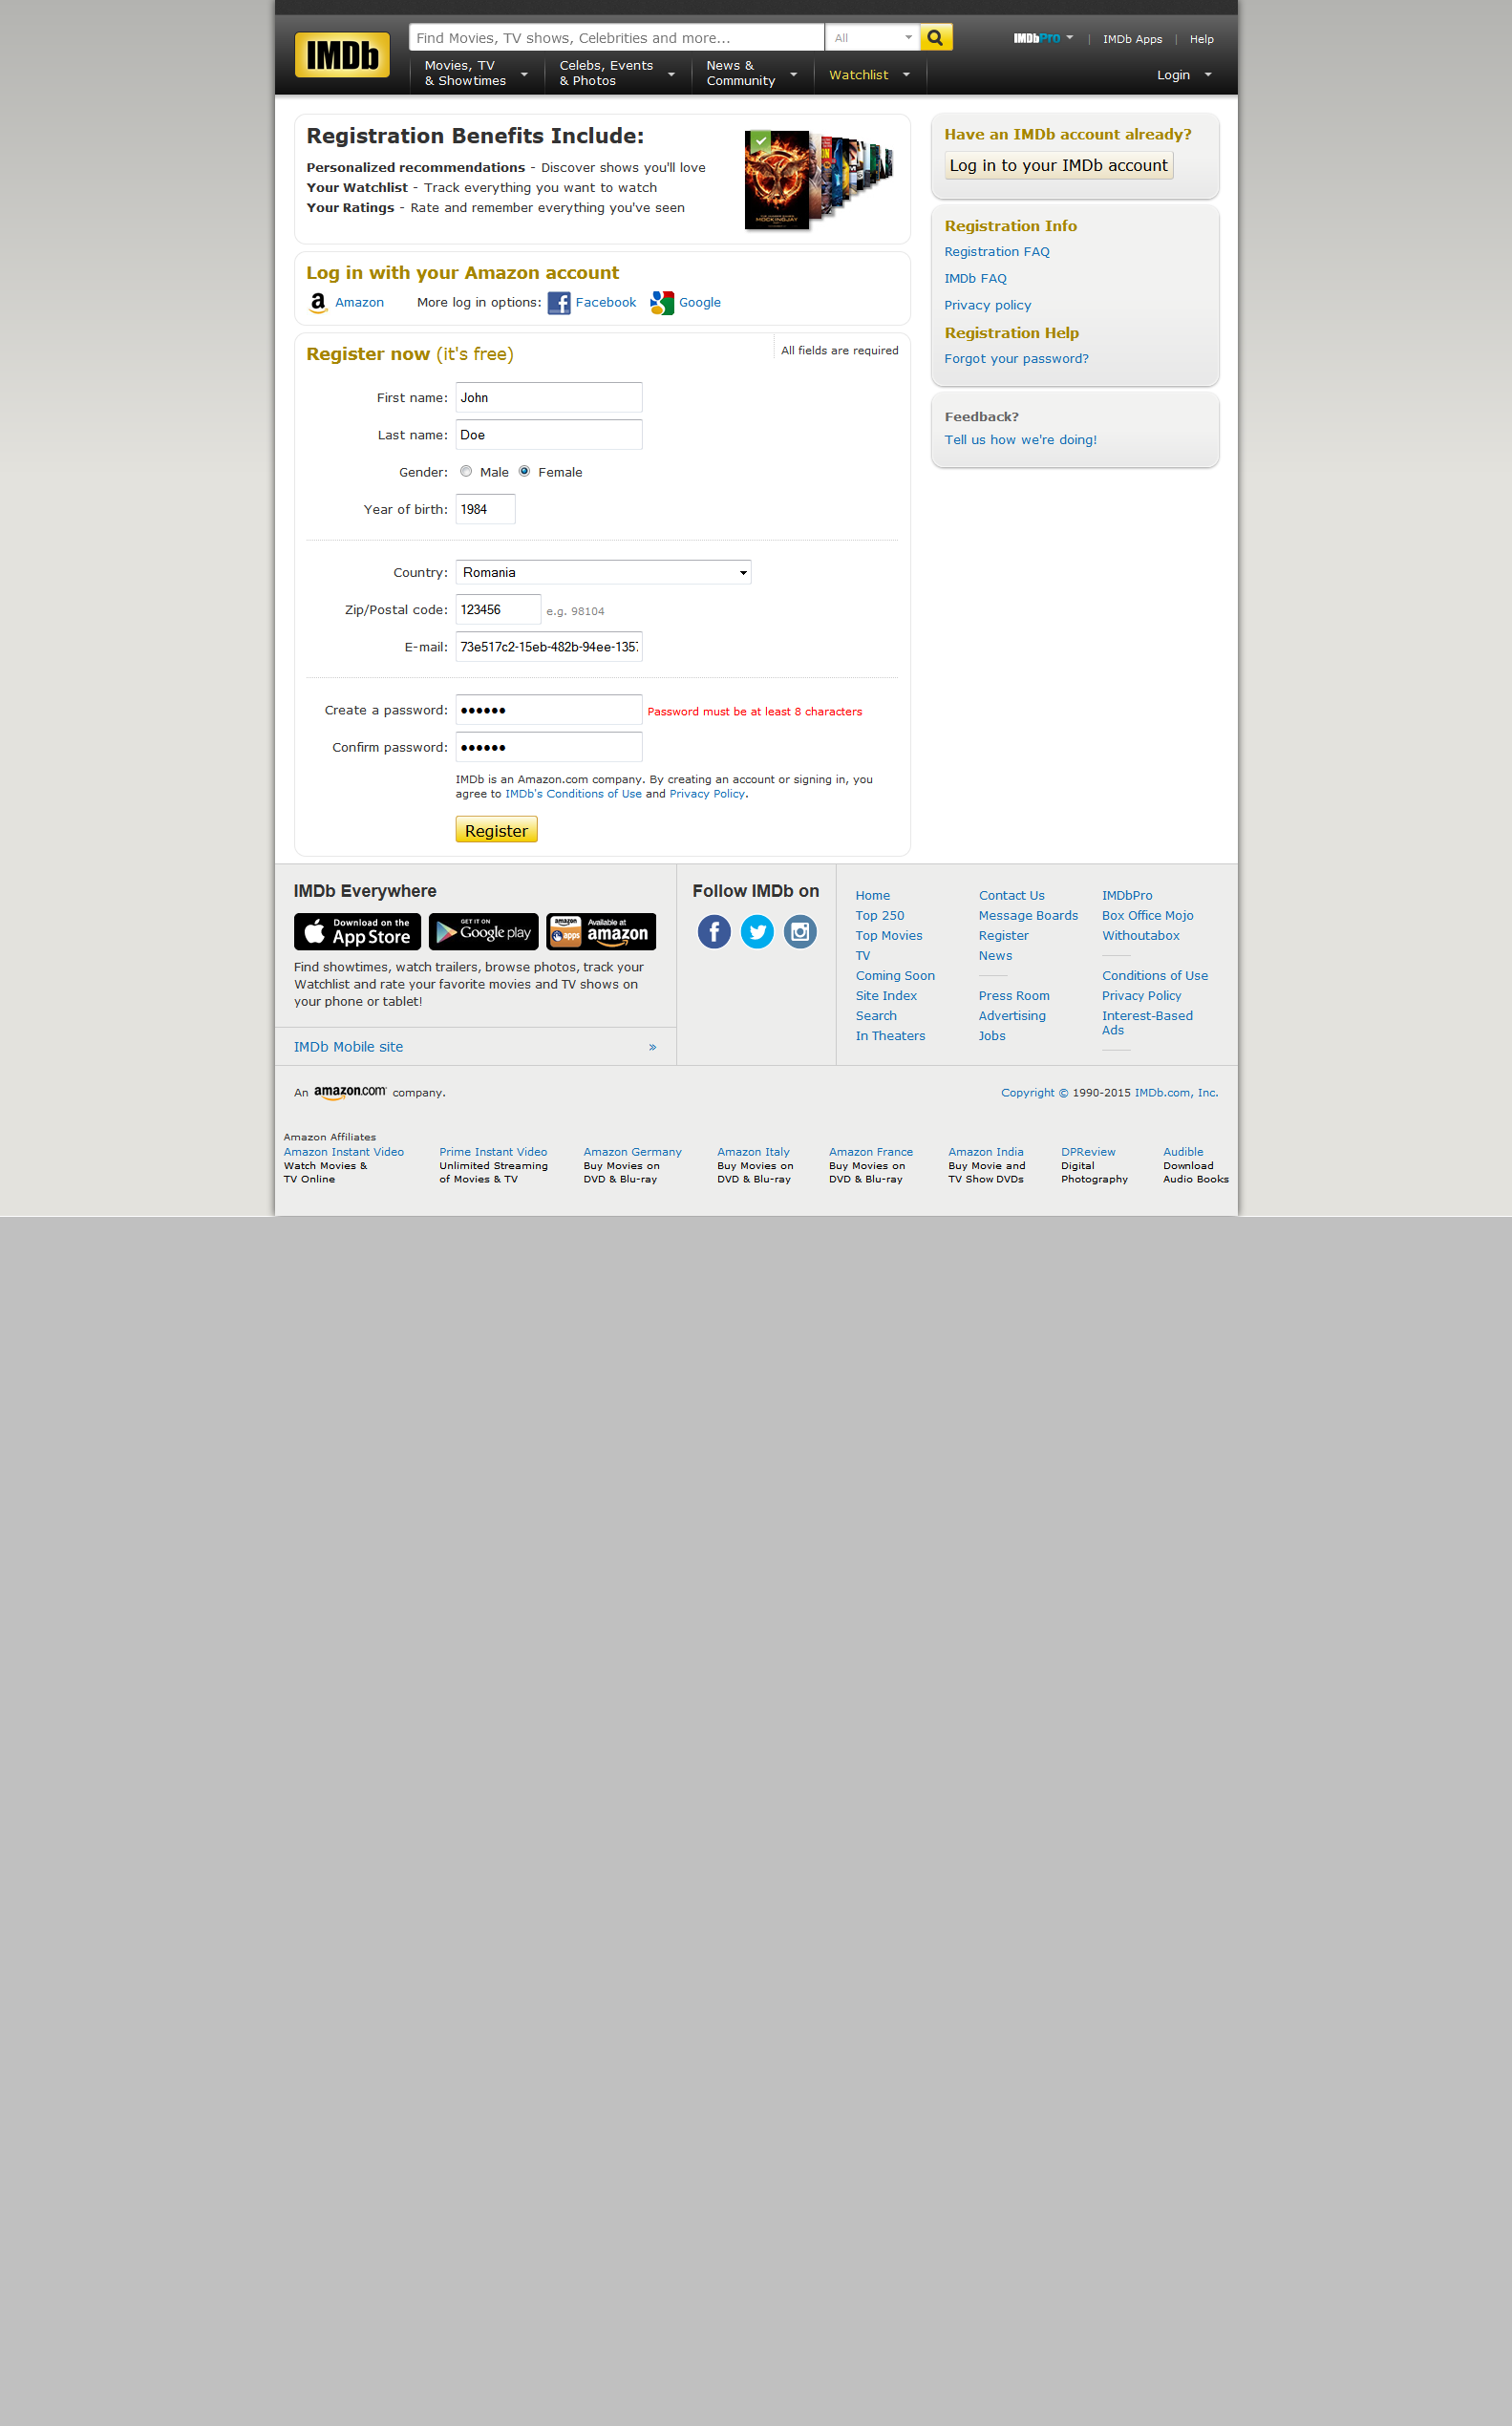 IMDb
Find Movies, TV shows, Celebrities and more...
All
IMDbPro | IMDb Apps | Help
Movies, TV
& Showtimes
Celebs, Events
& Photos
News &
Community
Watchlist
Login
Registration Benefits Include:
Personalized recommendations - Discover shows you'll love
Your Watchlist - Track everything you want to watch
Your Ratings - Rate and remember everything you've seen
MOCKINGJAY
Have an IMDb account already?
Log in to your IMDb account
Registration Info
Registration FAQ
IMDb FAQ
Privacy policy
Registration Help
Forgot your password?
Feedback?
Tell us how we're doing!
Log in with your Amazon account
Amazon More log in options: Facebook Google
Register now (it's free)
All fields are required
First name: John
Last name: Doe
Gender: Male Female
Year of birth: 1984
Country: Romania
Zip/Postal code: 123456 e.g. 98104
E-mail: 73e517c2-15eb-482b-94ee-135
Create a password: •••••• Password must be at least 8 characters
Confirm password: ••••••
IMDb is an Amazon.com company. By creating an account or signing in, you
agree to IMDb's Conditions of Use and Privacy Policy.
Register
IMDb Everywhere
Download on the
App Store
GET IT ON
Google play
amazon
apps
Available at
amazon
Find showtimes, watch trailers, browse photos, track your
Watchlist and rate your favorite movies and TV shows on
your phone or tablet!
IMDb Mobile site »
Follow IMDb on
Home
Top 250
Top Movies
TV
Coming Soon
Site Index
Search
In Theaters
Contact Us
Message Boards
Register
News
Press Room
Advertising
Jobs
IMDbPro
Box Office Mojo
Withoutabox
Conditions of Use
Privacy Policy
Interest-Based
Ads
An amazon.com company.
Copyright © 1990-2015 IMDb.com, Inc.
Amazon Affiliates
Amazon Instant Video
Watch Movies &
TV Online
Prime Instant Video
Unlimited Streaming
of Movies & TV
Amazon Germany
Buy Movies on
DVD & Blu-ray
Amazon Italy
Buy Movies on
DVD & Blu-ray
Amazon France
Buy Movies on
DVD & Blu-ray
Amazon India
Buy Movie and
TV Show DVDs
DPReview
Digital
Photography
Audible
Download
Audio Books